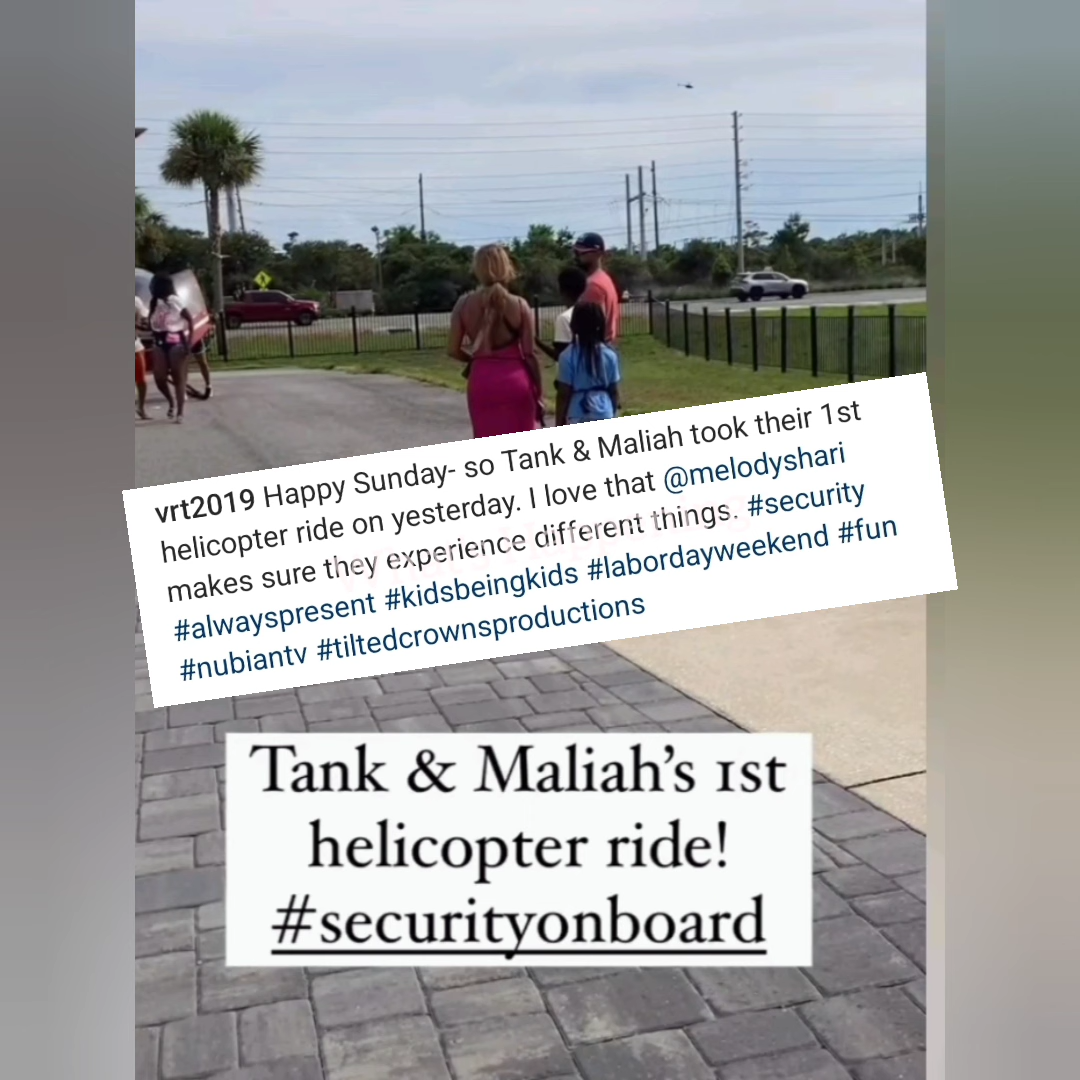 vrt2019 Happy Sunday- so Tank & Maliah took their 1st
helicopter ride on yesterday. I love that @melodyshari
makes sure they experience different things. #security
#alwayspresent #kidsbeingkids #labordayweekend #fun
#nubiantv #tiltedcrownsproductions
Tank & Maliah’s 1st
helicopter ride!
#securityonboard